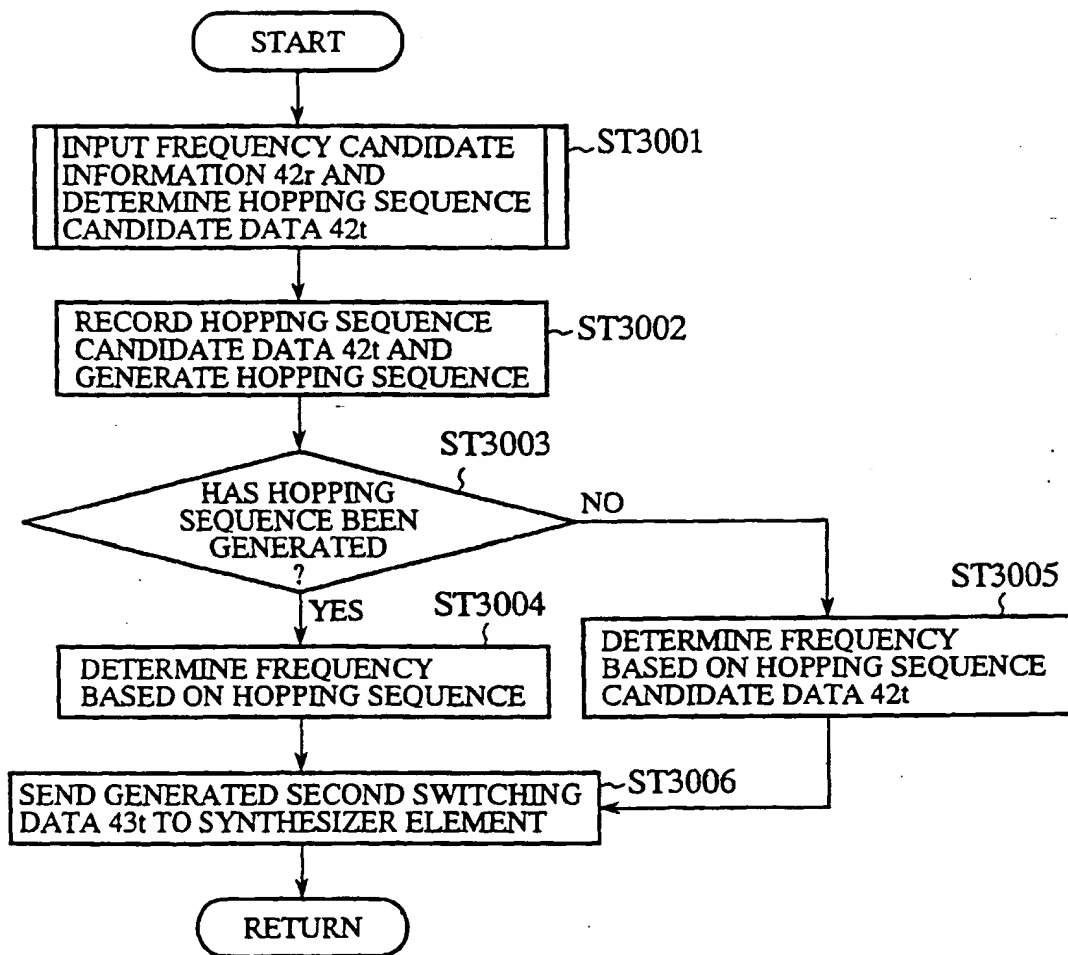 START
INPUT FREQUENCY CANDIDATE
INFORMATION 42r AND
DETERMINE HOPPING SEQUENCE
CANDIDATE DATA 42t
ST3001
RECORD HOPPING SEQUENCE
CANDIDATE DATA 42t AND
GENERATE HOPPING SEQUENCE
ST3002
ST3003
HAS HOPPING
SEQUENCE BEEN
GENERATED
?
NO
YES
ST3004
DETERMINE FREQUENCY
BASED ON HOPPING SEQUENCE
ST3005
DETERMINE FREQUENCY
BASED ON HOPPING SEQUENCE
CANDIDATE DATA 42t
SEND GENERATED SECOND SWITCHING
DATA 43t TO SYNTHESIZER ELEMENT
ST3006
RETURN